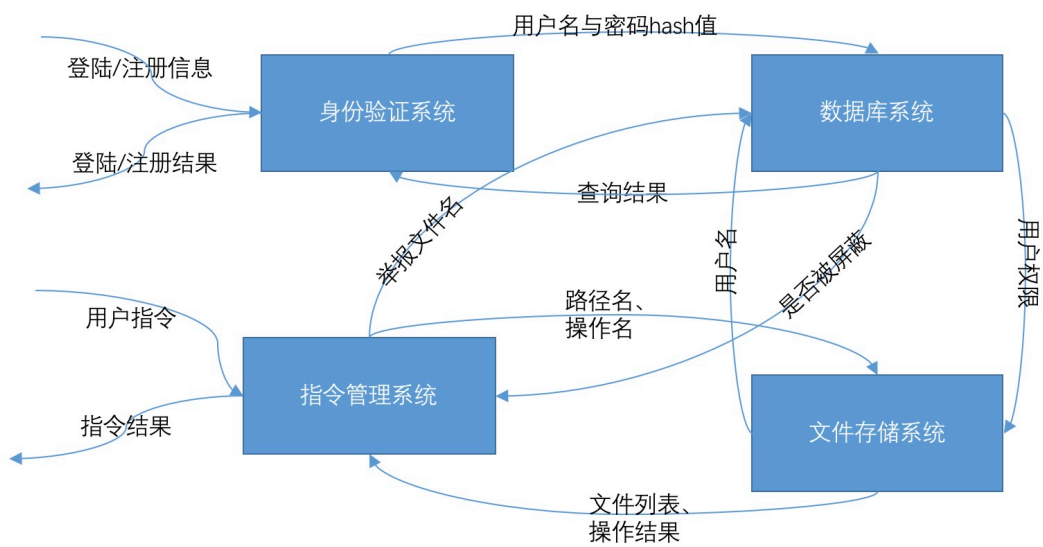 用户名与密码hash值
登陆/注册信息
身份验证系统
数据库系统
登陆/注册结果
查询结果
举报文件名
用户名
是否被屏蔽
用户权限
用户指令
路径名、
操作名
指令管理系统
指令结果
文件存储系统
文件列表、
操作结果